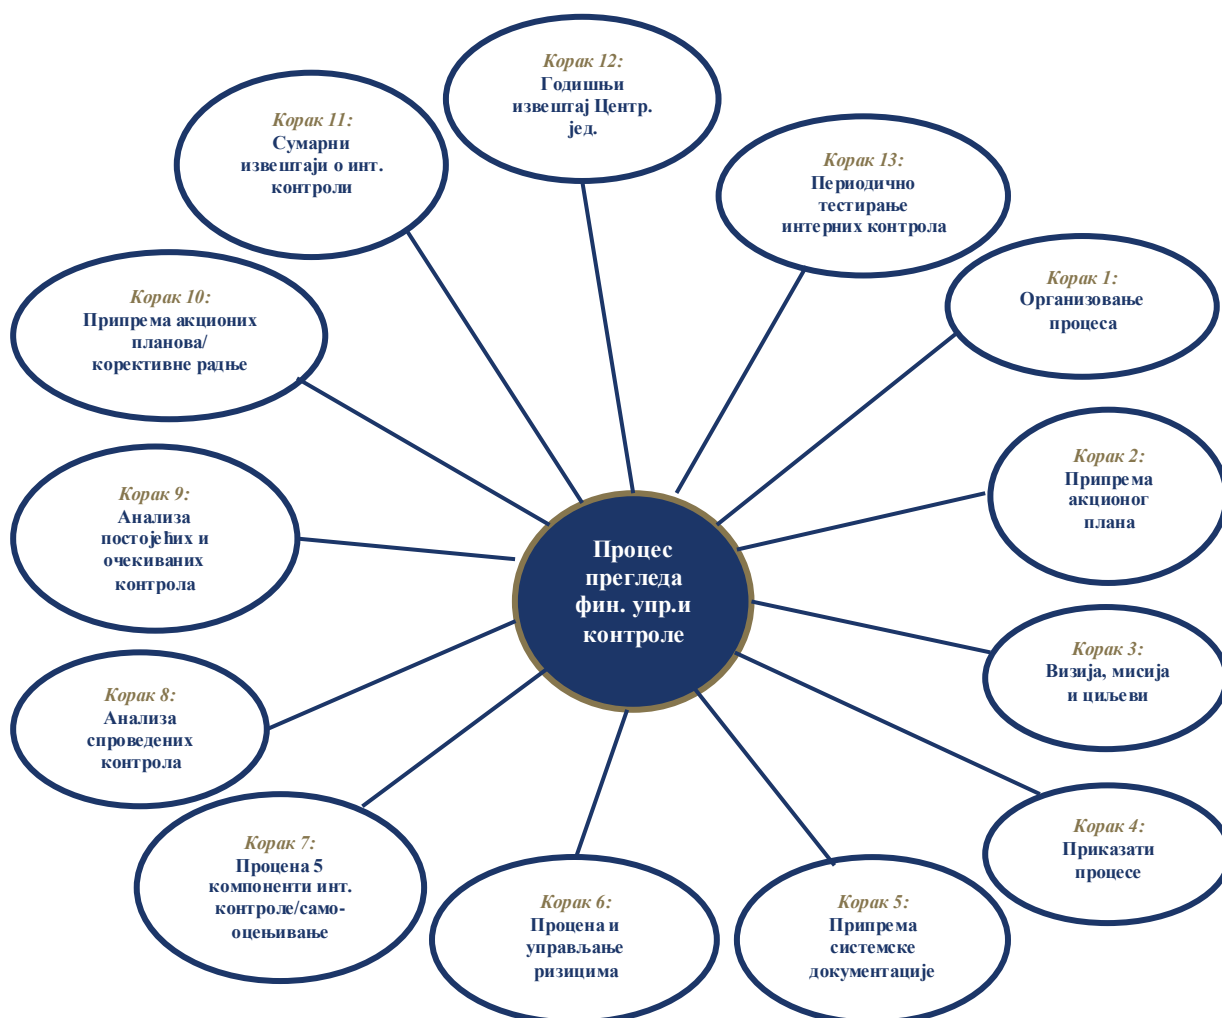 Процес
прегледа
фин. упр.и
контроле
Корак 1:
Организовање
процеса
Корак 2:
Припрема
акционог
плана
Корак 3:
Визија, мисија
и циљеви
Корак 4:
Приказати
процесе
Корак 5:
Припрема
системске
документације
Корак 6:
Процена и
управљање
ризицима
Корак 7:
Процена 5
компоненти инт.
контроле/само-
оцењивање
Корак 8:
Анализа
спроведених
контрола
Корак 9:
Анализа
постојећих и
очекиваних
контрола
Корак 10:
Припрема акционих
планова/
корективне радње
Корак 11:
Сумарни
извештаји о инт.
контроли
Корак 12:
Годишњи
извештај Центр.
јед.
Корак 13:
Периодично
тестирање
интерних контрола